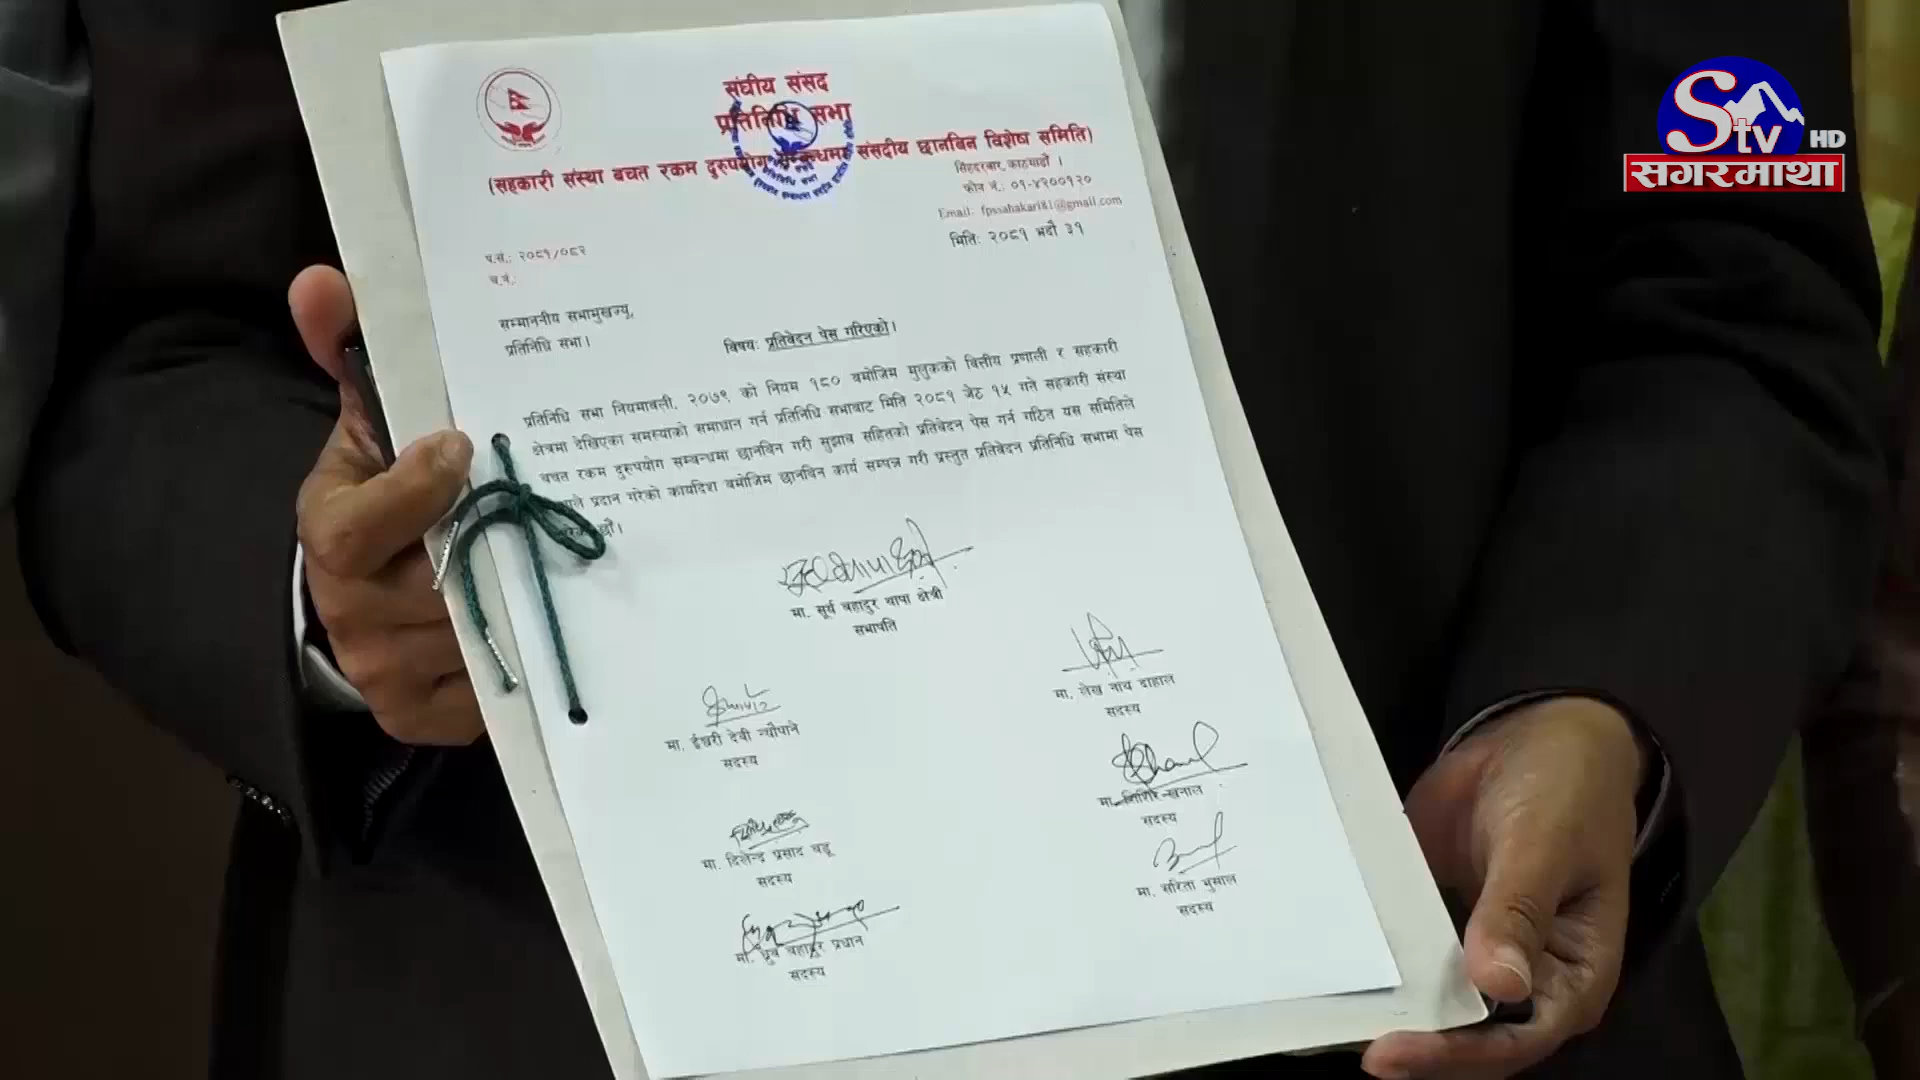 संघीय संसद
प्रतिनिधि सभा
(सहकारी संस्था बचत रकम दुरुपयोग सम्बन्धमा संसदीय छानबिन विशेष समिति)
सिंहदरबार, काठमाडौं ।
फोन नं.: ०१-४२००१२०
Email: fpssahakari81@gmail.com
मिति: २०८१ भदौ ३१
प.सं.: २०८१/०८२
च.नं.:
सम्माननीय सभामुखज्यू,
प्रतिनिधि सभा।
विषय: प्रतिवेदन पेस गरिएको।
प्रतिनिधि सभा नियमावली, २०७९ को नियम १८० बमोजिम मुलुकको वित्तीय प्रणाली र सहकारी
क्षेत्रमा देखिएका समस्याको समाधान गर्न प्रतिनिधि सभाबाट मिति २०८१ जेठ १५ गते सहकारी संस्था
बचत रकम दुरुपयोग सम्बन्धमा छानबिन गरी सुझाव सहितको प्रतिवेदन पेस गर्न गठित यस समितिले
प्रदान गरेको कार्यादेश बमोजिम छानबिन कार्य सम्पन्न गरी प्रस्तुत प्रतिवेदन प्रतिनिधि सभामा पेस
छौं।
मा. सूर्य बहादुर थापा क्षेत्री
सभापति
मा. लेख नाथ दाहाल
सदस्य
मा. ईश्वरी देवी न्यौपाने
सदस्य
मा. शिशिर खनाल
सदस्य
मा. दिलेन्द्र प्रसाद बडू
सदस्य
मा. सरिता भुसाल
सदस्य
मा. ध्रुव बहादुर प्रधान
सदस्य
Stv HD
सगरमाथा